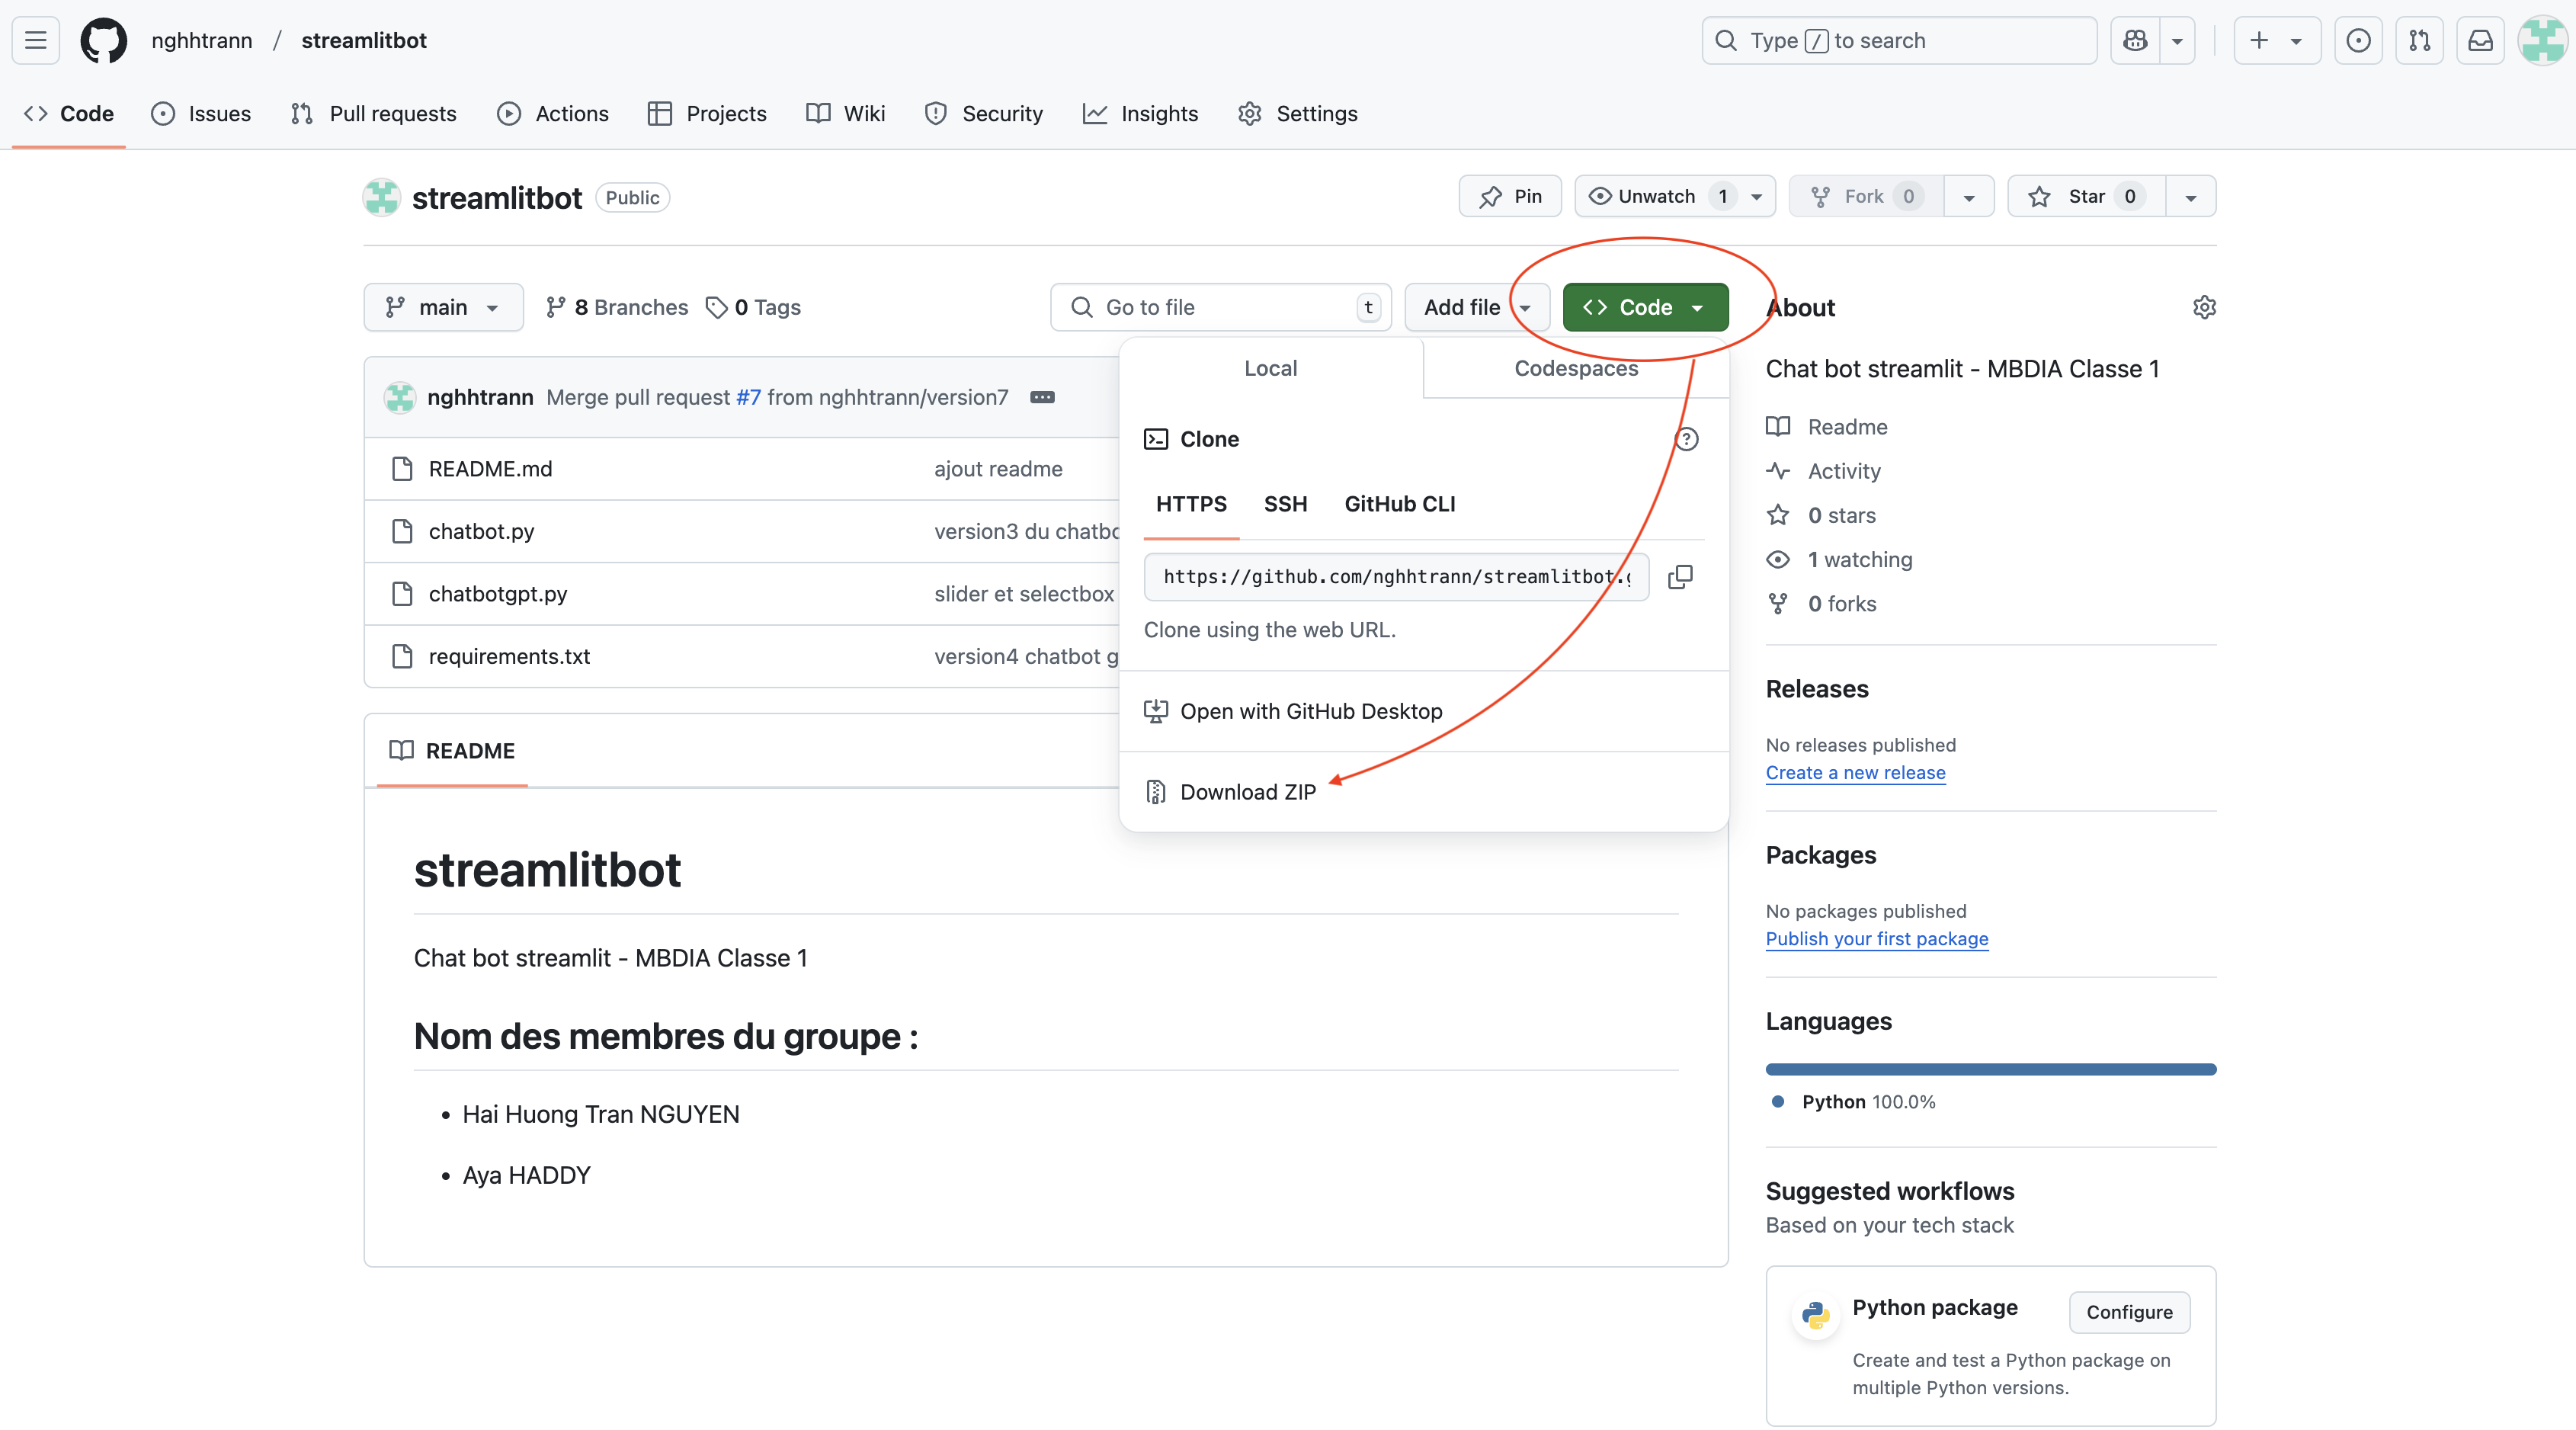 nghhtrann / streamlitbot
Type / to search
Code
Issues
Pull requests
Actions
Projects
Wiki
Security
Insights
Settings
streamlitbot Public
Pin
Unwatch 1
Fork 0
Star 0
main
8 Branches
0 Tags
Go to file t
Add file
Code
nghhtrann Merge pull request #7 from nghhtrann/version7
README.md ajout readme
chatbot.py version3 du chatb
chatbotgpt.py slider et selectbox
requirements.txt version4 chatbot g
Local
Codespaces
Clone
HTTPS SSH GitHub CLI
https://github.com/nghhtrann/streamlitbot.
Clone using the web URL.
Open with GitHub Desktop
Download ZIP
README
streamlitbot
Chat bot streamlit - MBDIA Classe 1
Nom des membres du groupe :
• Hai Huong Tran NGUYEN
• Aya HADDY
About
Chat bot streamlit - MBDIA Classe 1
Readme
Activity
0 stars
1 watching
0 forks
Releases
No releases published
Create a new release
Packages
No packages published
Publish your first package
Languages
Python 100.0%
Suggested workflows
Based on your tech stack
Python package
Configure
Create and test a Python package on
multiple Python versions.